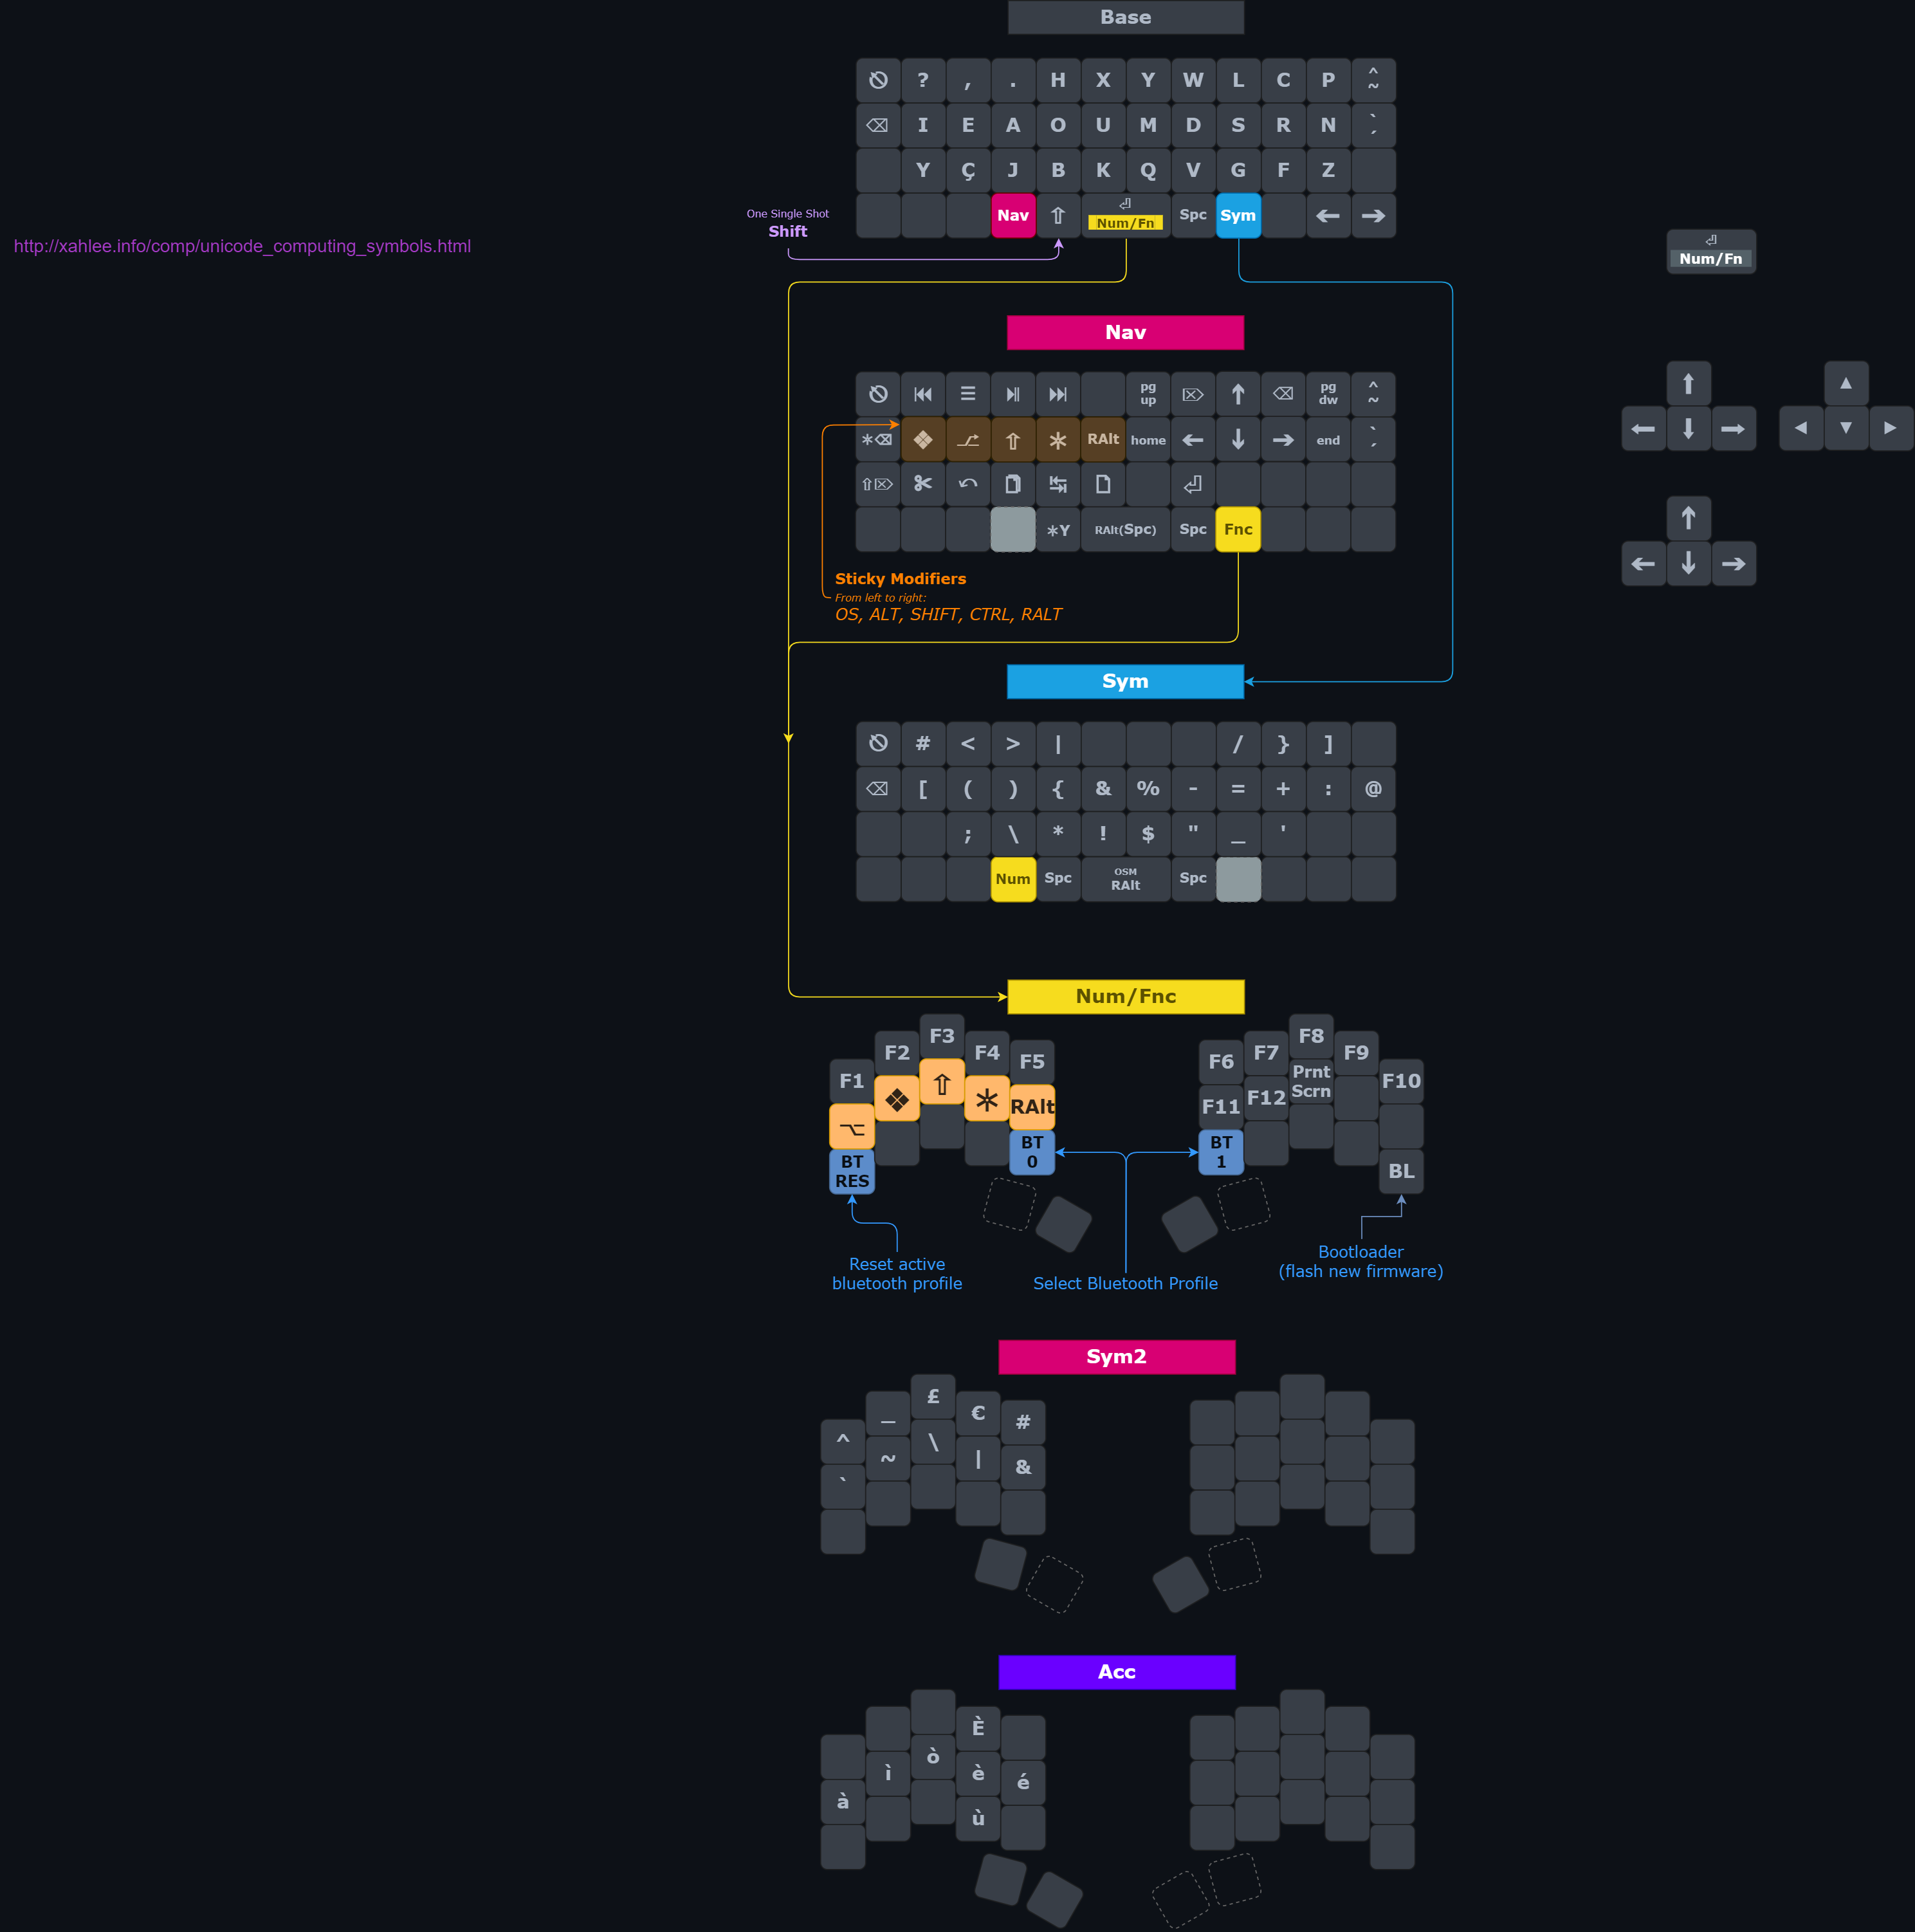 Base
⃠ ? , . H X Y W L C P ^ ~
⌫ I E A O U M D S R N ` ´
Y Ç J B K Q V G F Z
Nav ⇧ ⏎ Num/Fn Spc Sym ← →
One Single Shot
Shift
http://xahlee.info/comp/unicode_computing_symbols.html
⏎
Num/Fn
Nav
⃠ ⏮ ☰ ⏯ ⏭ pg up ⌦ ↑ ⌫ pg dw ^ ~
∗⌫ ❖ ⎇ ⇧ ∗ RAlt home ← ↓ → end ` ´
⇧⌦ ✂ ↶ ↹ ⏎
∗Y RAlt(Spc) Spc Fnc
↑
← ↓ →
▲
◀ ▼ ▶
↑
← ↓ →
Sticky Modifiers
From left to right:
OS, ALT, SHIFT, CTRL, RALT
Sym
⃠ # < > | / } ]
⌫ [ ( ) { & % - = + : @
; \ * ! $ " _ '
Num Spc OSM RAlt Spc
Num/Fnc
F1 F2 F3 F4 F5 F6 F7 F8 F9 F10
⌥ ❖ ⇧ ∗ RAlt F11 F12 Prnt Scrn
BT RES BT 0 BT 1 BL
Reset active
bluetooth profile
Select Bluetooth Profile
Bootloader
(flash new firmware)
Sym2
^ _ £ € #
` ~ \ | &
Acc
È
à ì ò è é
ù